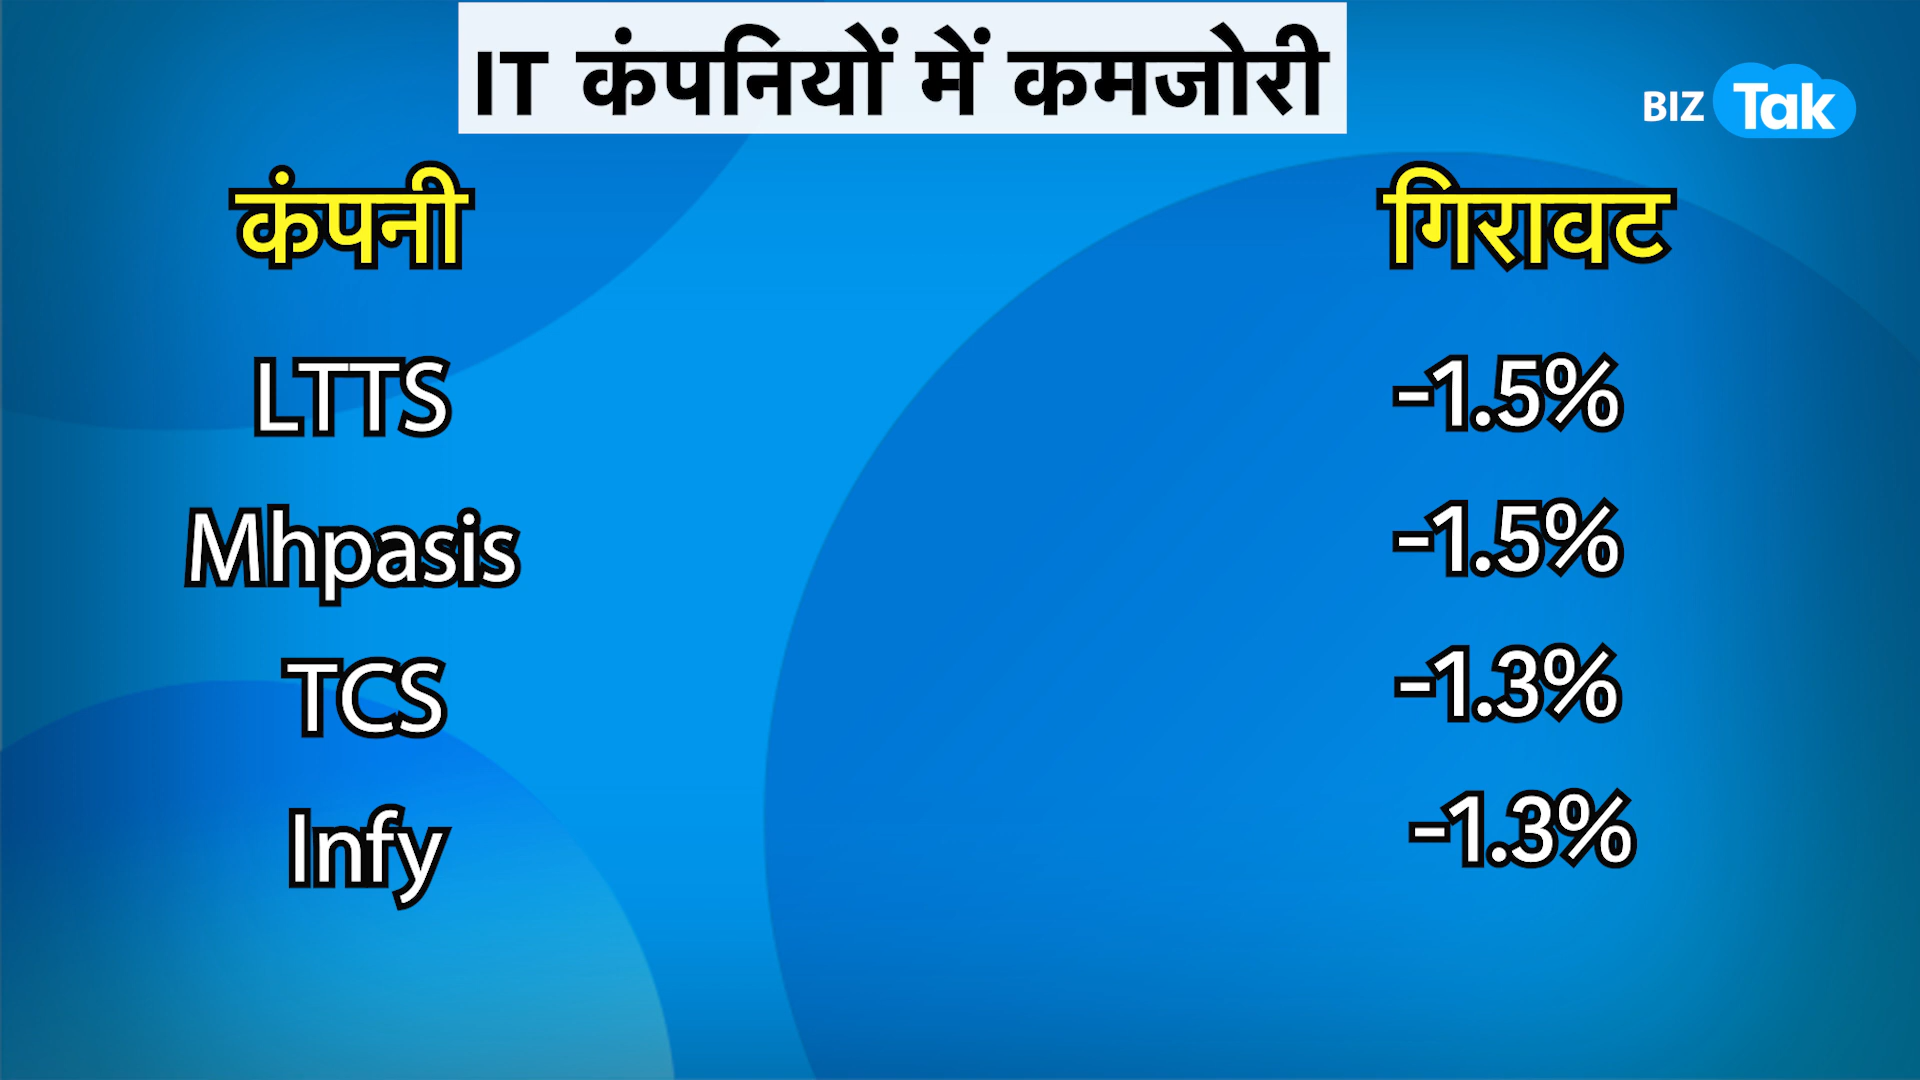 IT कंपनियों में कमजोरी
BIZ Tak
कंपनी गिरावट
LTTS -1.5%
Mhpasis -1.5%
TCS -1.3%
Infy -1.3%